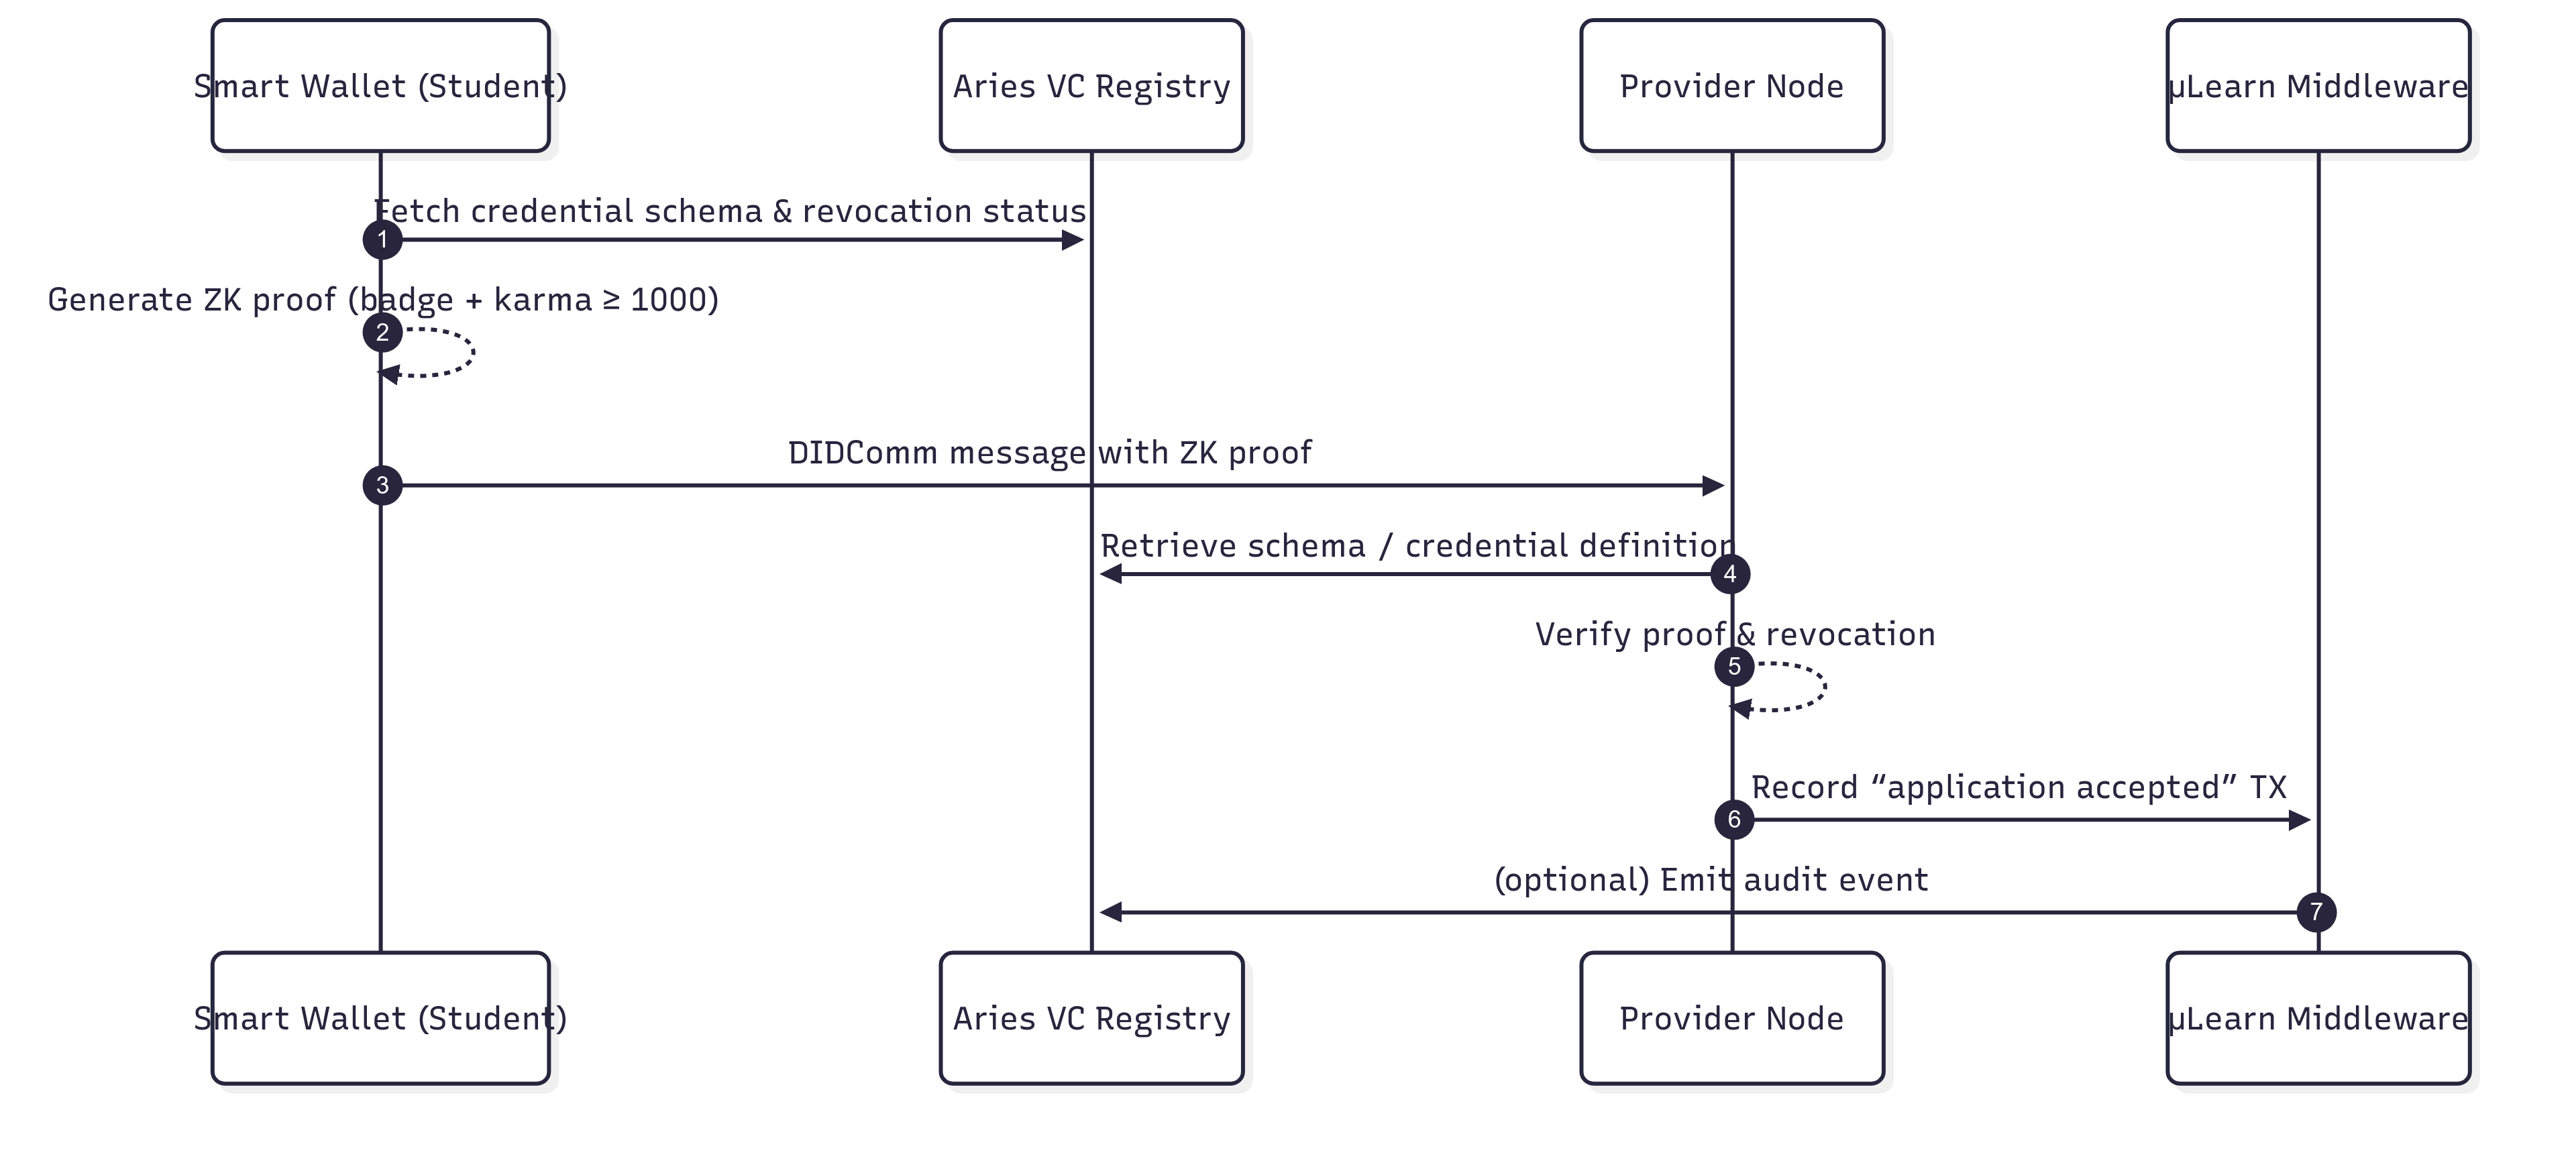 Smart Wallet (Student)
Aries VC Registry
Provider Node
µLearn Middleware
Fetch credential schema & revocation status
1
Generate ZK proof (badge + karma ≥ 1000)
2
DIDComm message with ZK proof
3
Retrieve schema / credential definition
4
Verify proof & revocation
5
Record “application accepted” TX
6
(optional) Emit audit event
7
Smart Wallet (Student)
Aries VC Registry
Provider Node
µLearn Middleware